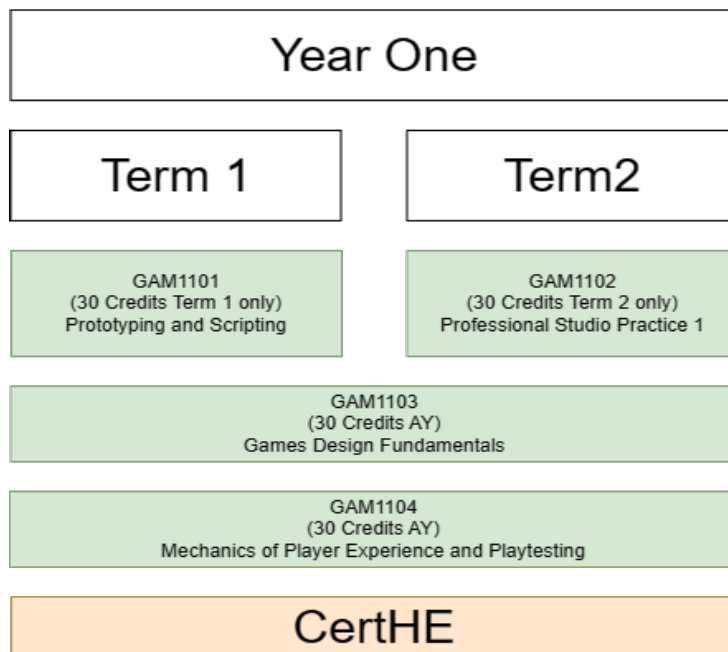 Year One
Term 1
Term2
GAM1101
(30 Credits Term 1 only)
Prototyping and Scripting
GAM1102
(30 Credits Term 2 only)
Professional Studio Practice 1
GAM1103
(30 Credits AY)
Games Design Fundamentals
GAM1104
(30 Credits AY)
Mechanics of Player Experience and Playtesting
CertHE